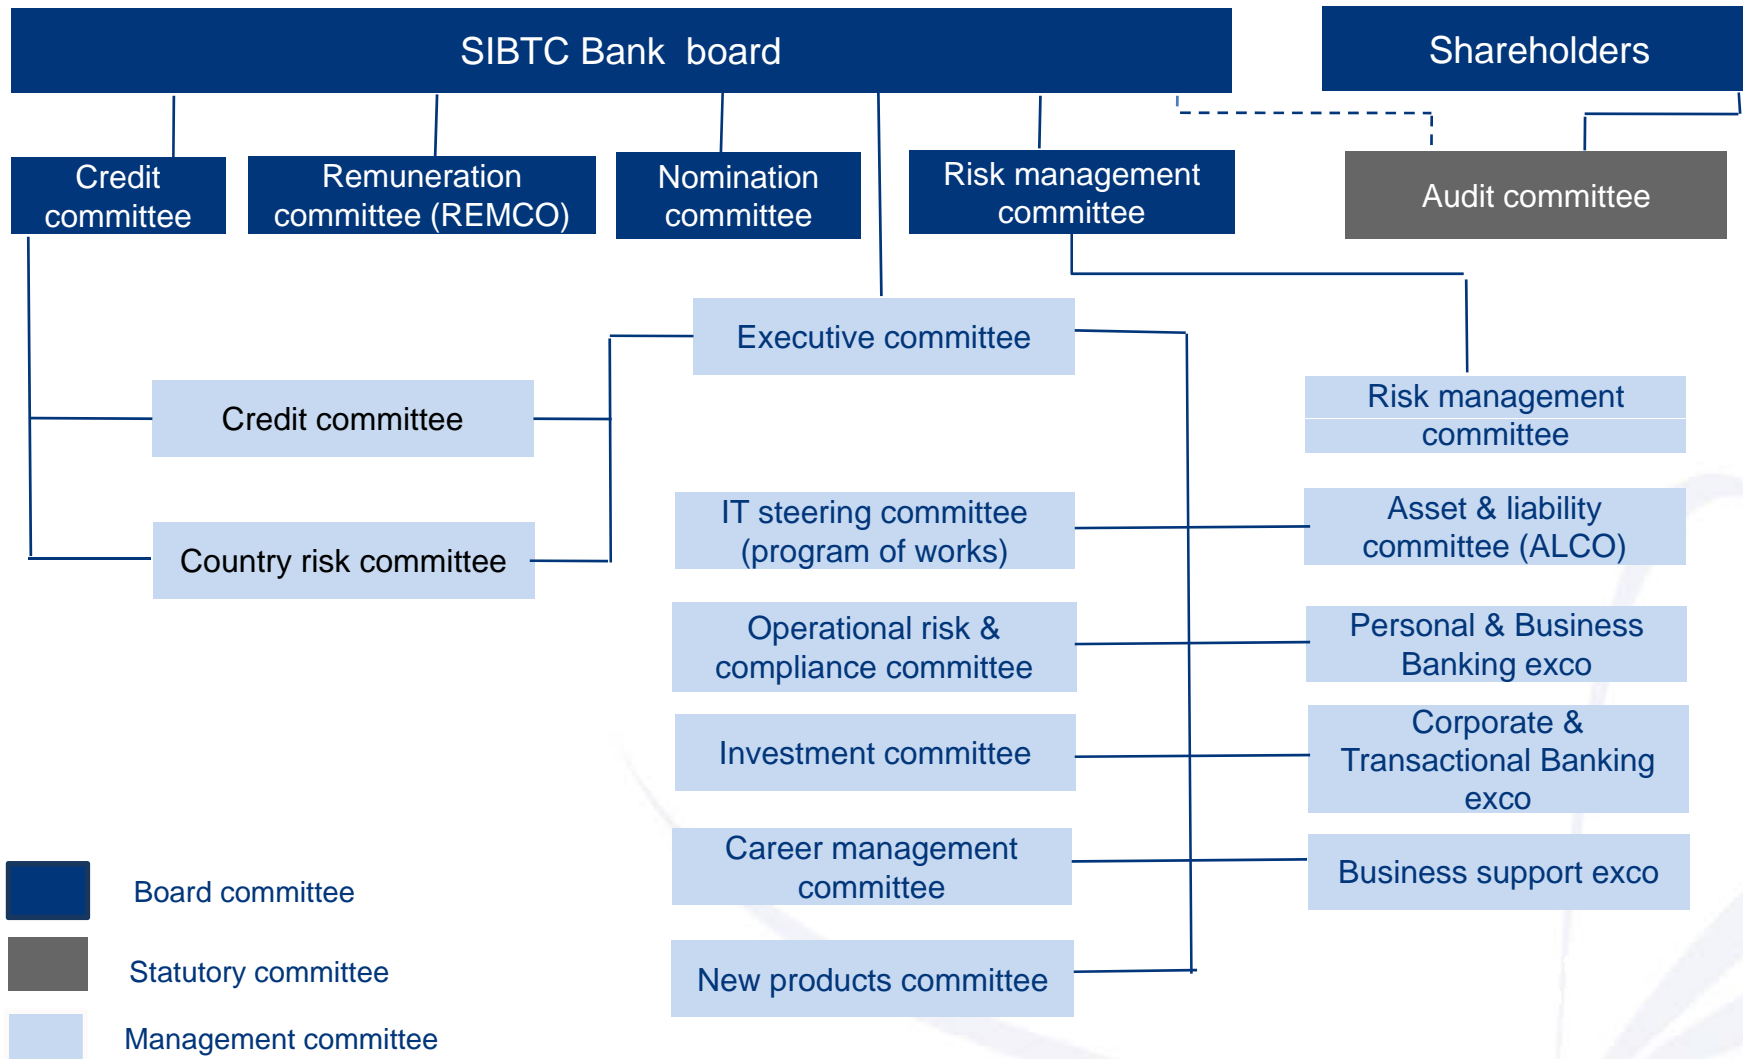 SIBTC Bank  board
Shareholders
Credit
committee
Remuneration
committee (REMCO)
Nomination
committee
Risk management
committee
Audit committee
Executive committee
Credit committee
Risk management
committee
Country risk committee
IT steering committee
(program of works)
Asset & liability
committee (ALCO)
Operational risk &
compliance committee
Personal & Business
Banking exco
Investment committee
Corporate &
Transactional Banking
exco
Career management
committee
Business support exco
New products committee
Board committee
Statutory committee
Management committee